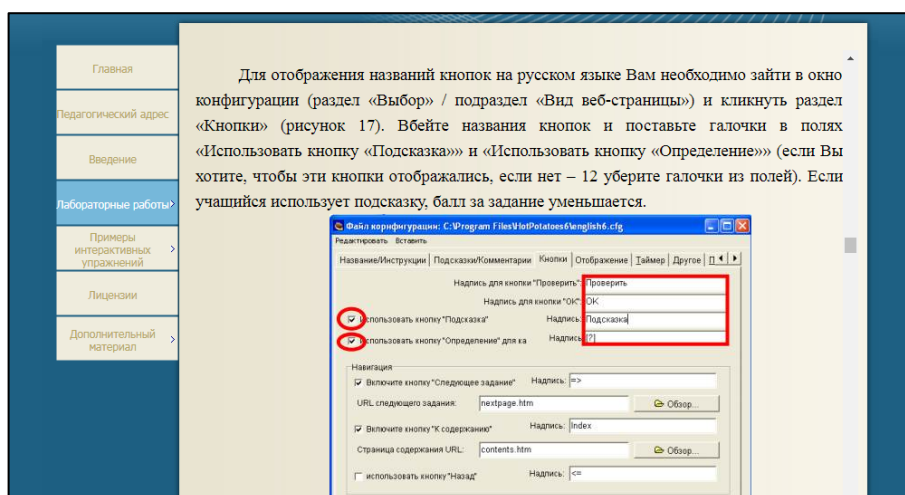 Главная
Педагогический адрес
Введение
Лабораторные работы
Примеры
интерактивных
упражнений
Лицензии
Дополнительный
материал
Для отображения названий кнопок на русском языке Вам необходимо зайти в окно
конфигурации (раздел «Выбор» / подраздел «Вид веб-страницы») и кликнуть раздел
«Кнопки» (рисунок 17). Вбейте названия кнопок и поставьте галочки в полях
«Использовать кнопку «Подсказка»» и «Использовать кнопку «Определение»» (если Вы
хотите, чтобы эти кнопки отображались, если нет – 12 уберите галочки из полей). Если
учащийся использует подсказку, балл за задание уменьшается.
Файл корнфигурации: C:\Program Files\HotPotatoes6\english6.cfg
Редактировать Вставить
Название/Инструкции Подсказки/Комментарии Кнопки Отображение Таймер Другое
Надпись для кнопки "Проверить": Проверить
Надпись для кнопки "OK": OK
Использовать кнопку "Подсказка" Надпись: Подсказка
Использовать кнопку "Определение" для ка Надпись: [?]
Навигация
Включите кнопку "Следующее задание" Надпись: =>
URL следующего задания: nextpage.htm Обзор...
Включите кнопку "К содержанию" Надпись: Index
Страница содержания URL: contents.htm Обзор...
использовать кнопку "Назад" Надпись: <=